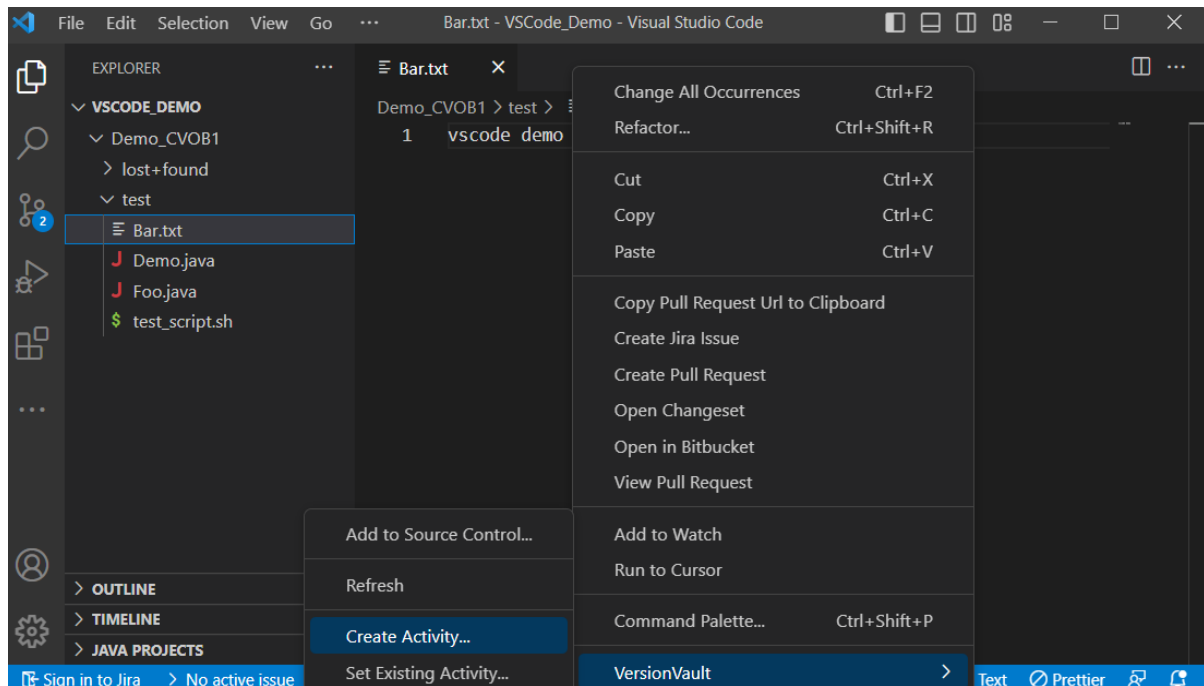 File Edit Selection View Go ··· Bar.txt - VSCode_Demo - Visual Studio Code
EXPLORER ···
VSCODE_DEMO
Demo_CVOB1
lost+found
test
Bar.txt
Demo.java
Foo.java
test_script.sh
2
OUTLINE
TIMELINE
JAVA PROJECTS
Bar.txt
Demo_CVOB1 > test >
1 vscode demo
Change All Occurrences Ctrl+F2
Refactor... Ctrl+Shift+R
Cut Ctrl+X
Copy Ctrl+C
Paste Ctrl+V
Copy Pull Request Url to Clipboard
Create Jira Issue
Create Pull Request
Open Changeset
Open in Bitbucket
View Pull Request
Add to Watch
Run to Cursor
Command Palette... Ctrl+Shift+P
VersionVault >
Add to Source Control...
Refresh
Create Activity...
Set Existing Activity...
Sign in to Jira > No active issue Text Prettier